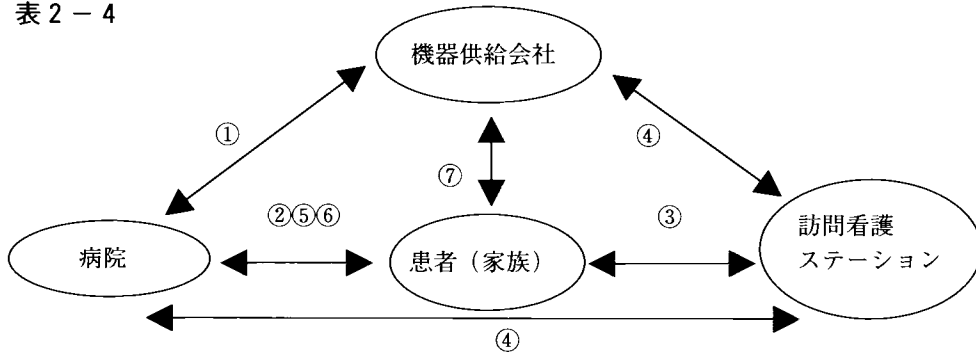 表2－4
機器供給会社
①
④
⑦
②⑤⑥
③
病院
患者（家族）
訪問看護
ステーション
④